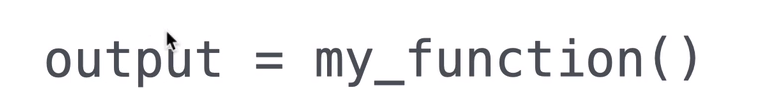 output = my_function()